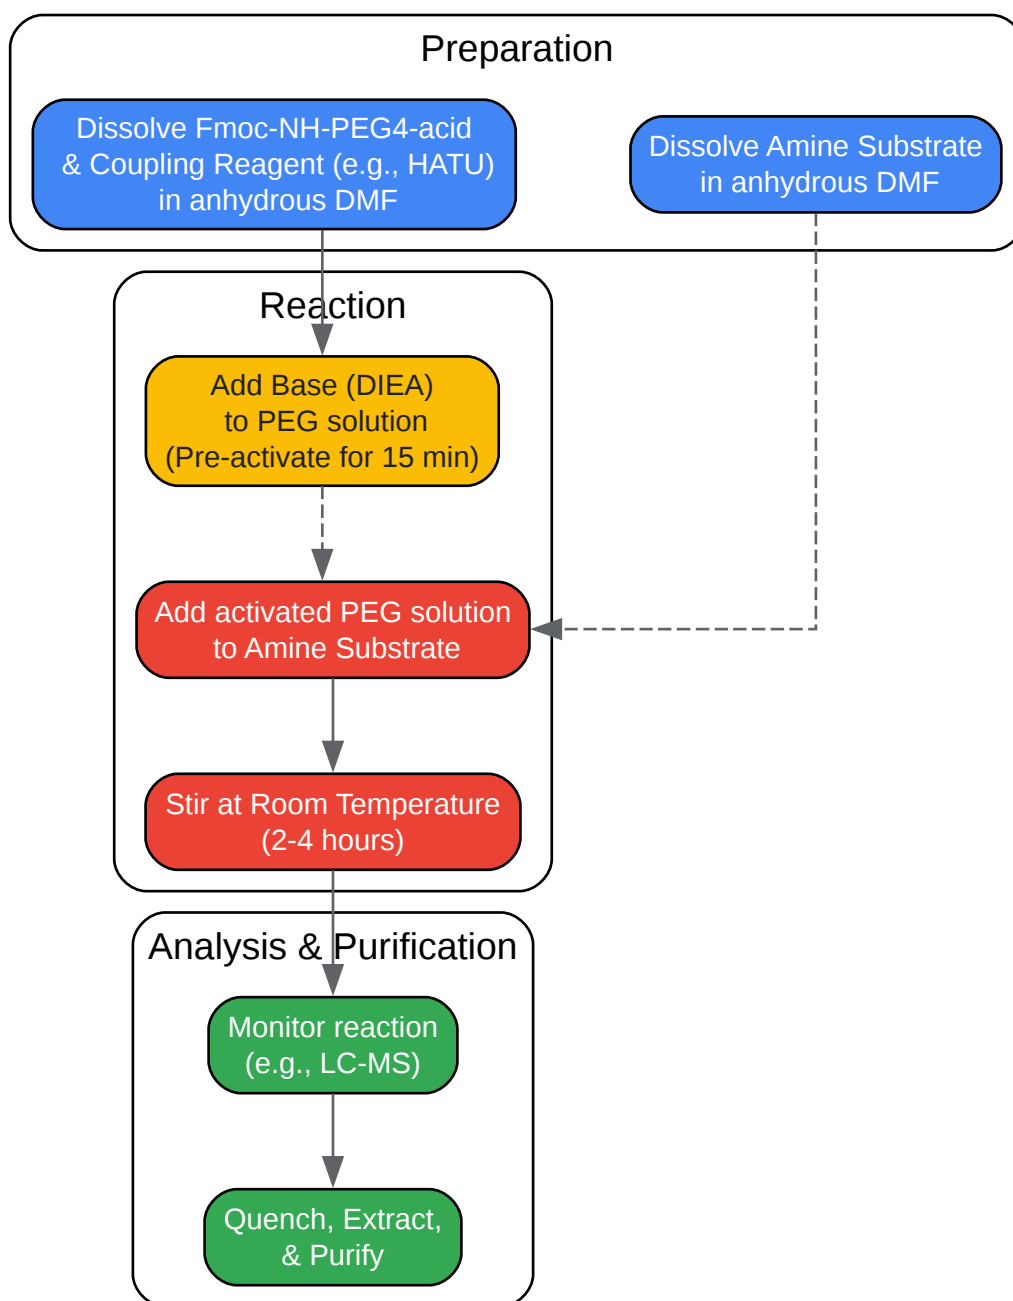 Preparation
Dissolve Fmoc-NH-PEG4-acid
& Coupling Reagent (e.g., HATU)
in anhydrous DMF
Dissolve Amine Substrate
in anhydrous DMF
Reaction
Add Base (DIEA)
to PEG solution
(Pre-activate for 15 min)
Add activated PEG solution
to Amine Substrate
Stir at Room Temperature
(2-4 hours)
Analysis & Purification
Monitor reaction
(e.g., LC-MS)
Quench, Extract,
& Purify